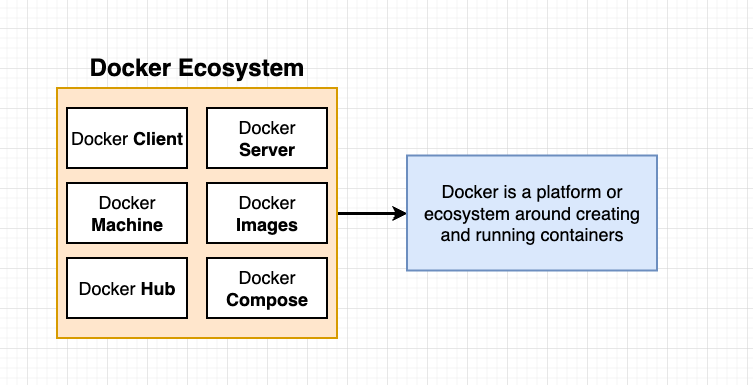 Docker Ecosystem
Docker Client
Docker
Server
Docker
Machine
Docker
Images
Docker Hub
Docker
Compose
Docker is a platform or
ecosystem around creating
and running containers